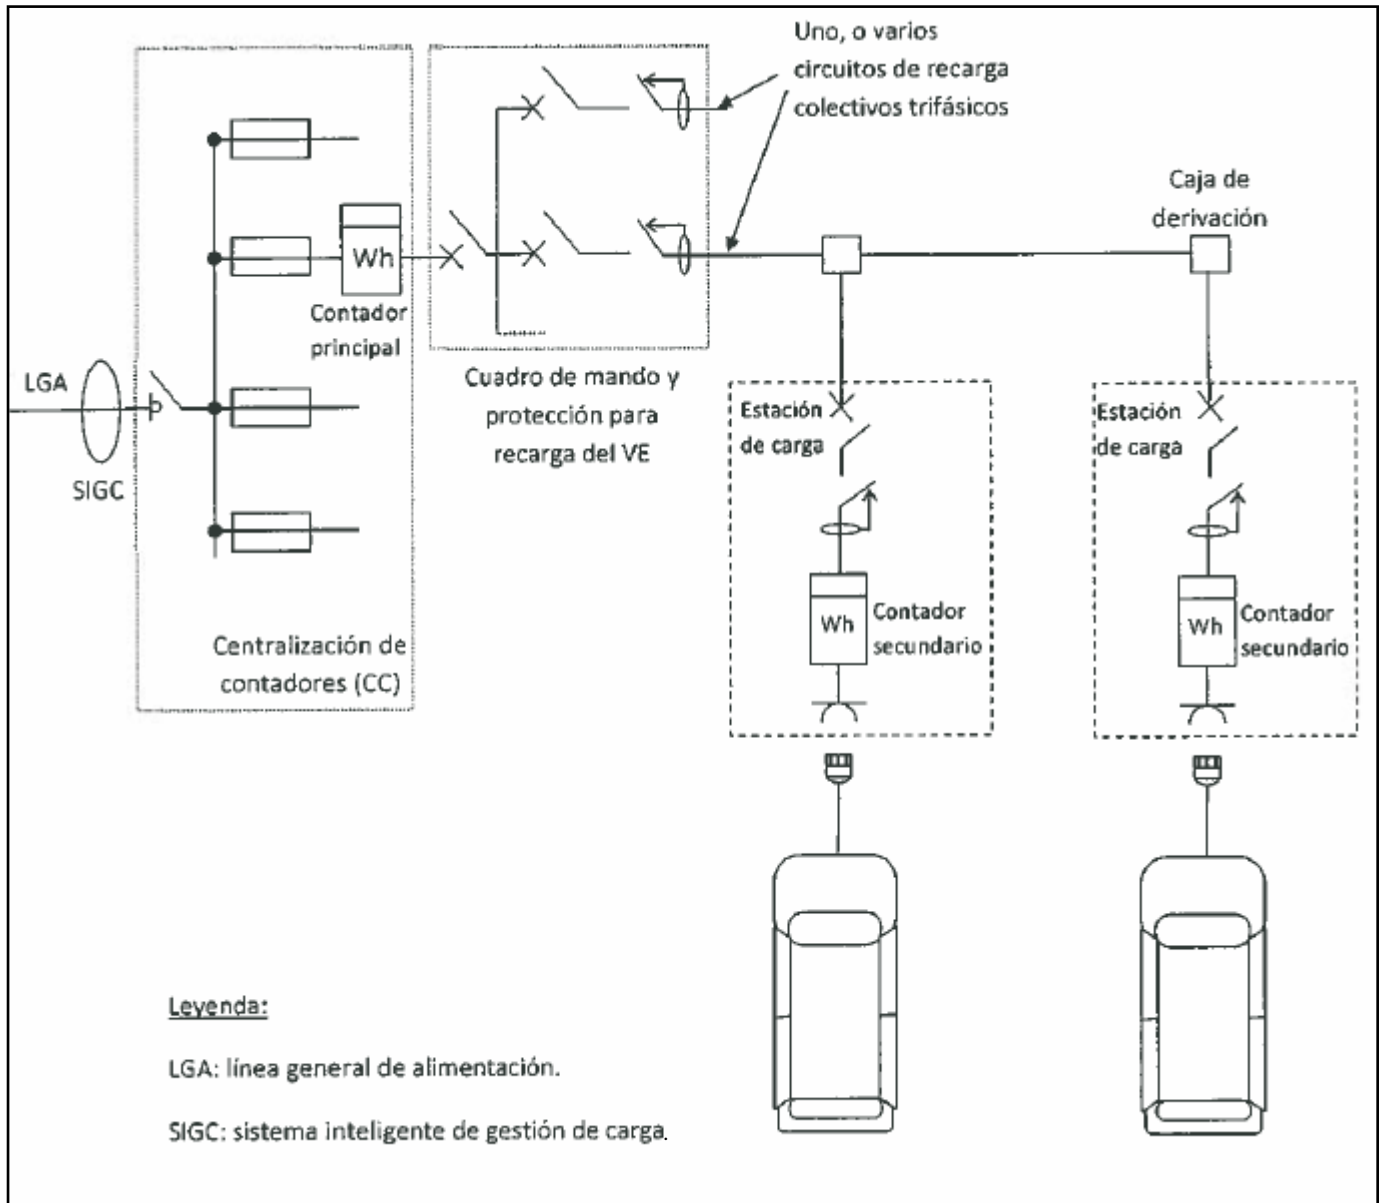 Uno, o varios
circuitos de recarga
colectivos trifásicos
Caja de
derivación
Wh
Contador
principal
LGA
SIGC
Cuadro de mando y
protección para
recarga del VE
Estación
de carga
Estación
de carga
Wh
Contador
secundario
Wh
Contador
secundario
Centralización de
contadores (CC)
Leyenda:
LGA: línea general de alimentación.
SIGC: sistema inteligente de gestión de carga.